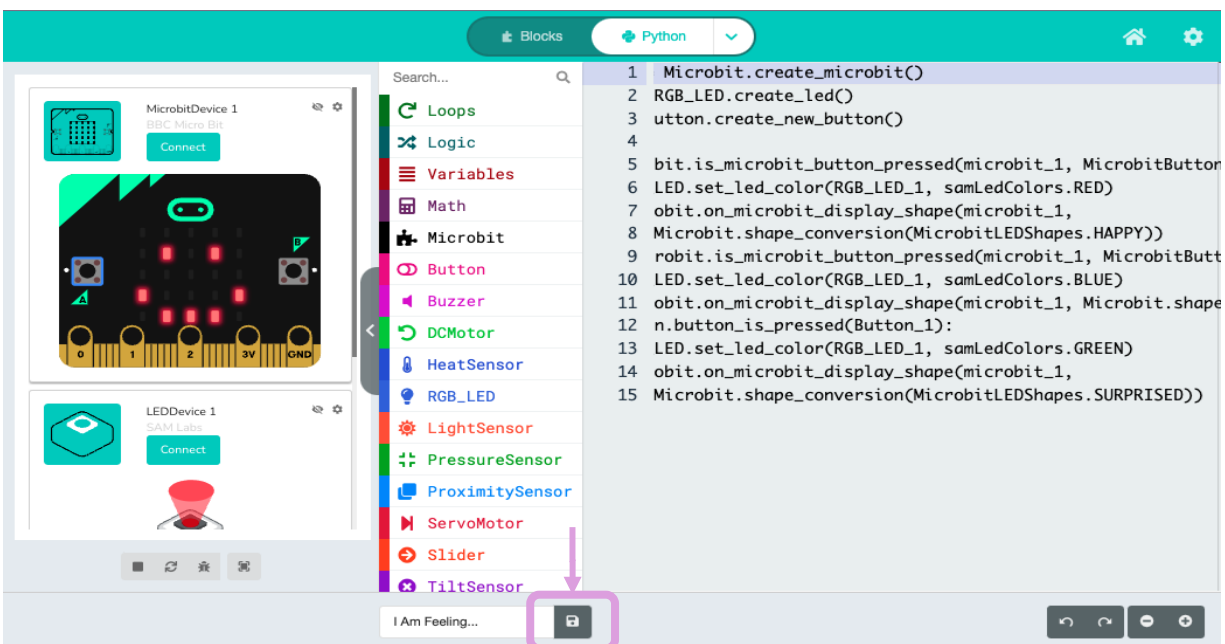 Blocks
Python
MicrobitDevice 1
BBC Micro Bit
Connect
A
B
0 1 2 3V GND
LEDDevice 1
SAM Labs
Connect
Search...
Loops
Logic
Variables
Math
Microbit
Button
Buzzer
DCMotor
HeatSensor
RGB_LED
LightSensor
PressureSensor
ProximitySensor
ServoMotor
Slider
TiltSensor
1 Microbit.create_microbit()
2 RGB_LED.create_led()
3 utton.create_new_button()
4
5 bit.is_microbit_button_pressed(microbit_1, MicrobitButton
6 LED.set_led_color(RGB_LED_1, samLedColors.RED)
7 obit.on_microbit_display_shape(microbit_1,
8 Microbit.shape_conversion(MicrobitLEDShapes.HAPPY))
9 robit.is_microbit_button_pressed(microbit_1, MicrobitButt
10 LED.set_led_color(RGB_LED_1, samLedColors.BLUE)
11 obit.on_microbit_display_shape(microbit_1, Microbit.shape
12 n.button_is_pressed(Button_1):
13 LED.set_led_color(RGB_LED_1, samLedColors.GREEN)
14 obit.on_microbit_display_shape(microbit_1,
15 Microbit.shape_conversion(MicrobitLEDShapes.SURPRISED))
I Am Feeling...